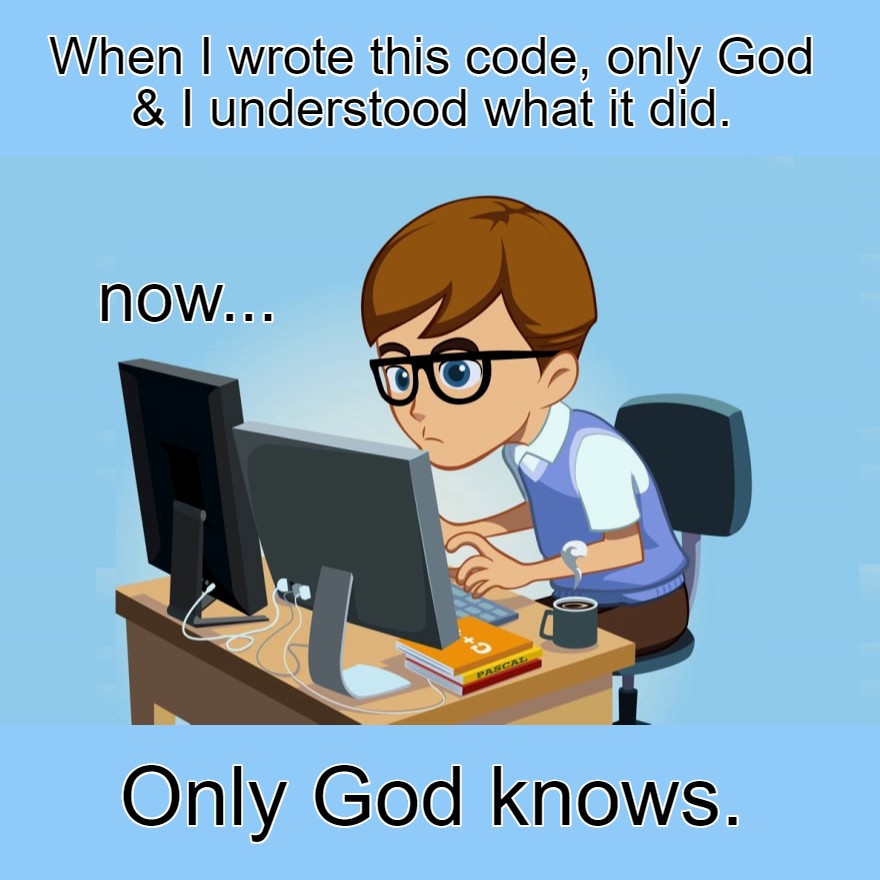 When I wrote this code, only God
& I understood what it did.
now...
C++
PASCAL
Only God knows.